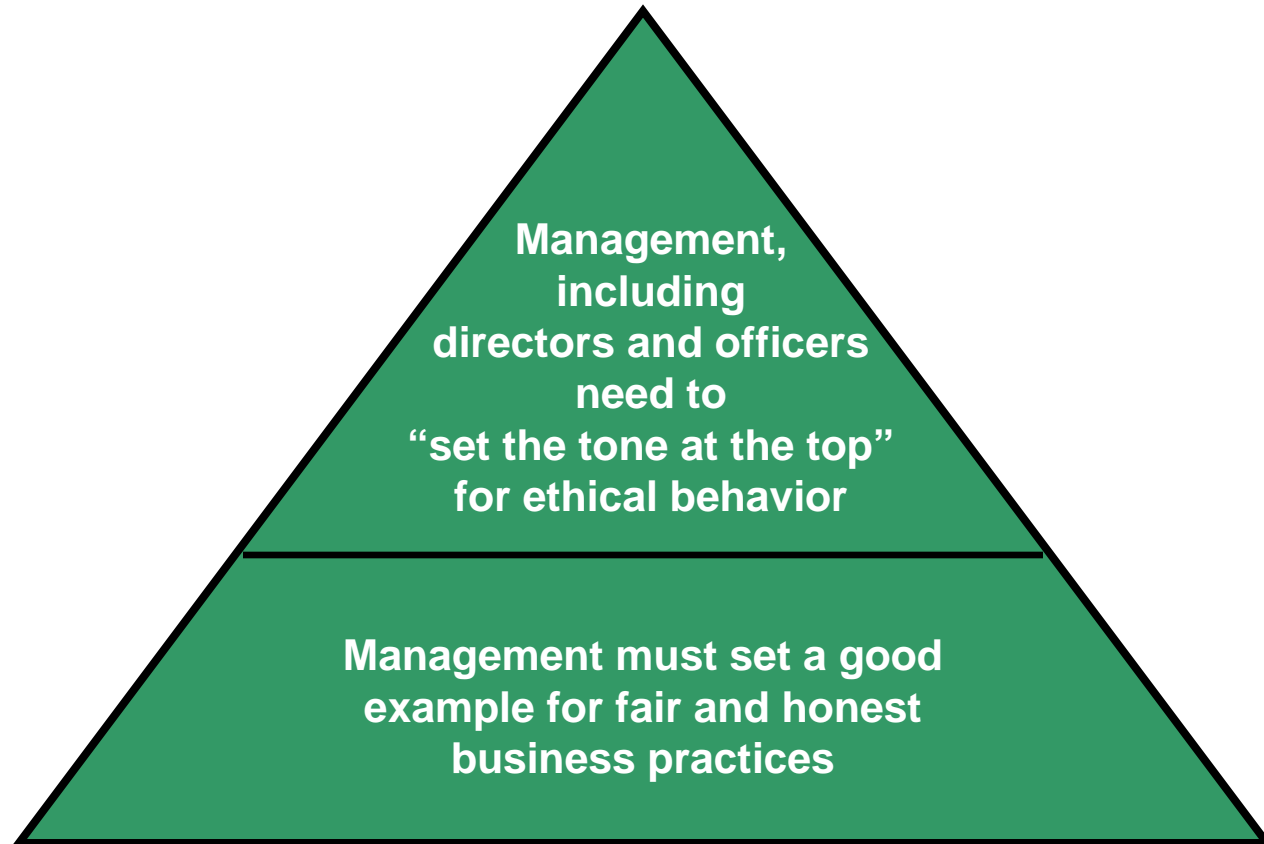 Management,
including
directors and officers
need to
“set the tone at the top”
for ethical behavior
Management must set a good
example for fair and honest
business practices